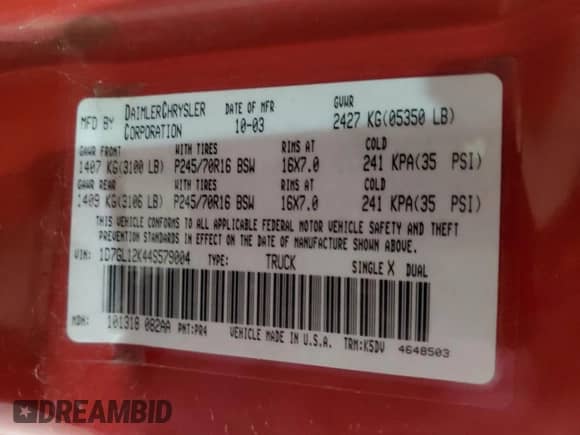 MFD BY DAIMLERCHRYSLER CORPORATION DATE OF MFR 10-03 GVWR 2427 KG(05350 LB)
GAWR FRONT WITH TIRES RIMS AT COLD
1407 KG(3100 LB) P245/70R16 BSW 16X7.0 241 KPA(35 PSI)
GAWR REAR WITH TIRES RIMS AT COLD
1409 KG(3106 LB) P245/70R16 BSW 16X7.0 241 KPA(35 PSI)
THIS VEHICLE CONFORMS TO ALL APPLICABLE FEDERAL MOTOR VEHICLE SAFETY AND THEFT
PREVENTION STANDARDS IN EFFECT ON THE DATE OF MANUFACTURE SHOWN ABOVE.
VIN: 1D7GL12K44S579004 TYPE: TRUCK SINGLE X DUAL
MDH: 101318 082AA PNT:PR4 VEHICLE MADE IN U.S.A. TRM:K5DV 4648503
DREAMBID